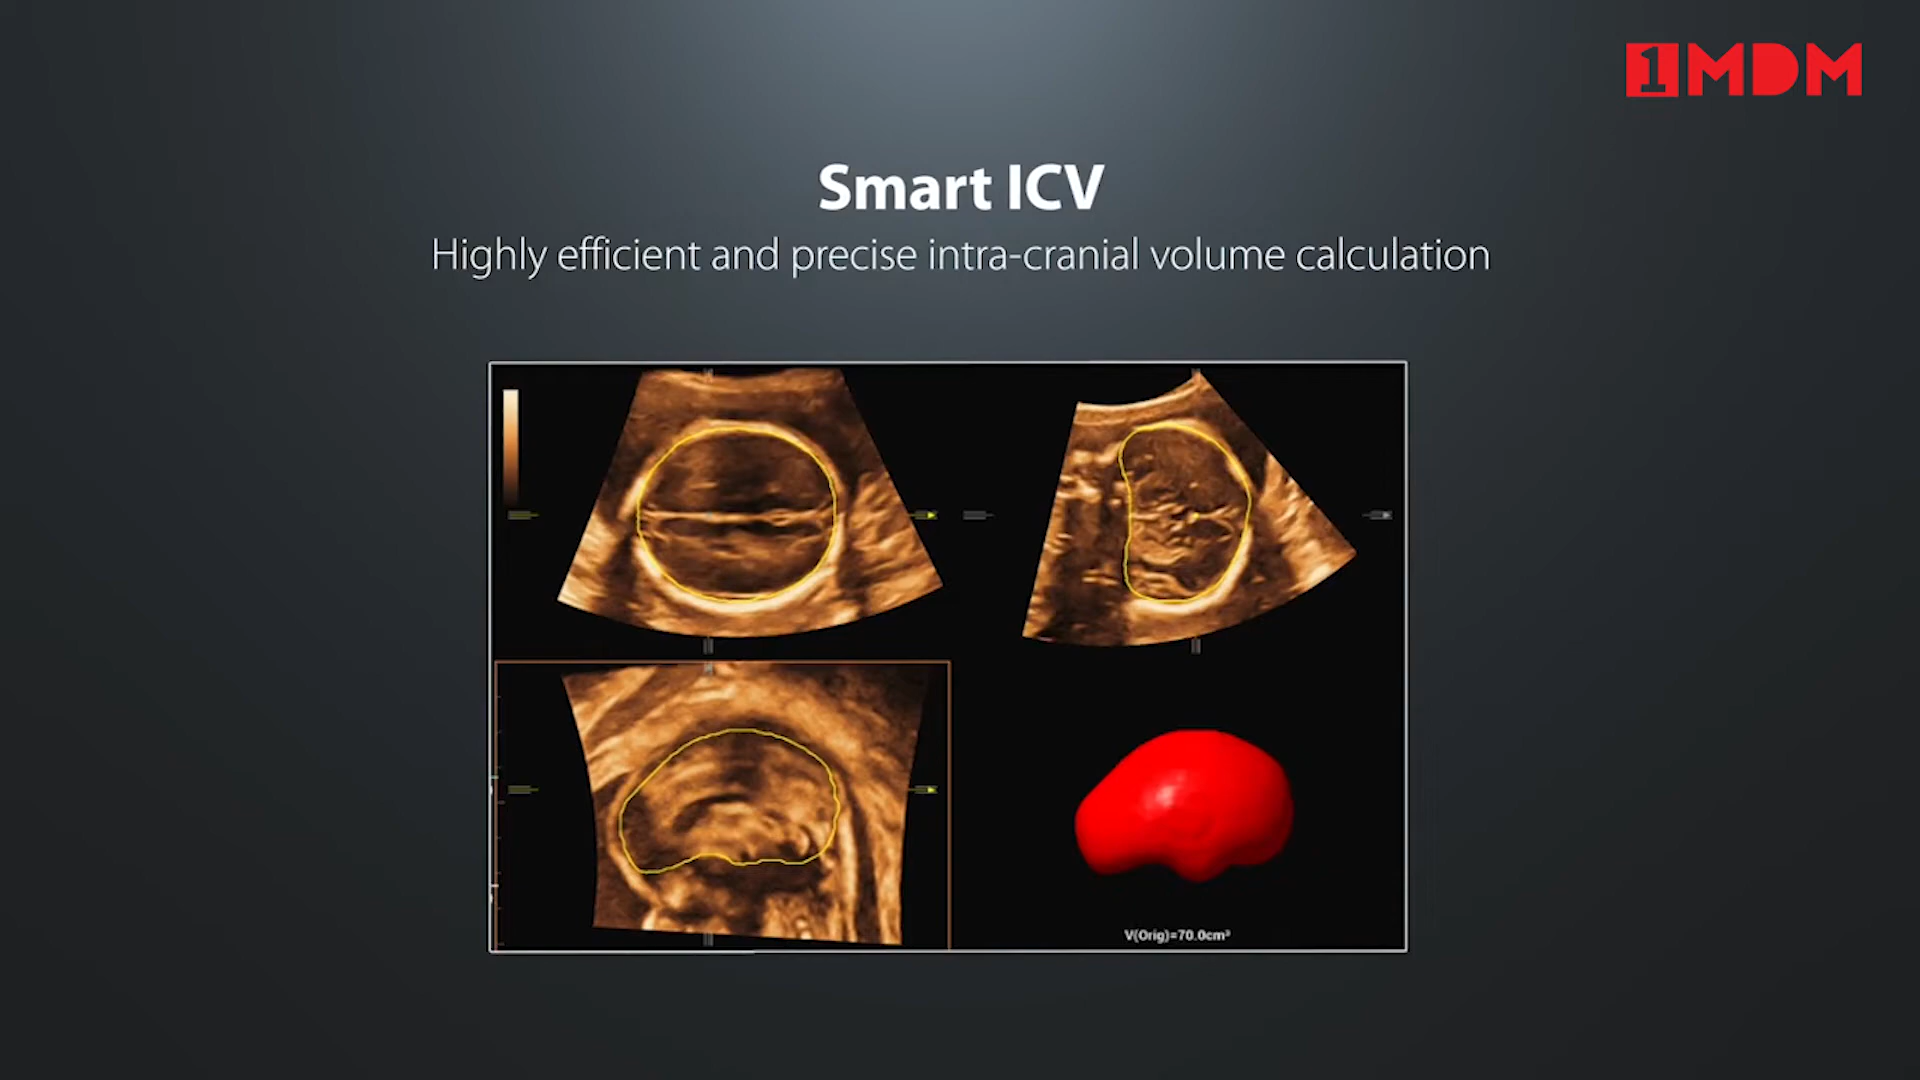 1MDM
Smart ICV
Highly efficient and precise intra-cranial volume calculation
V(Orig)=70.0cm³